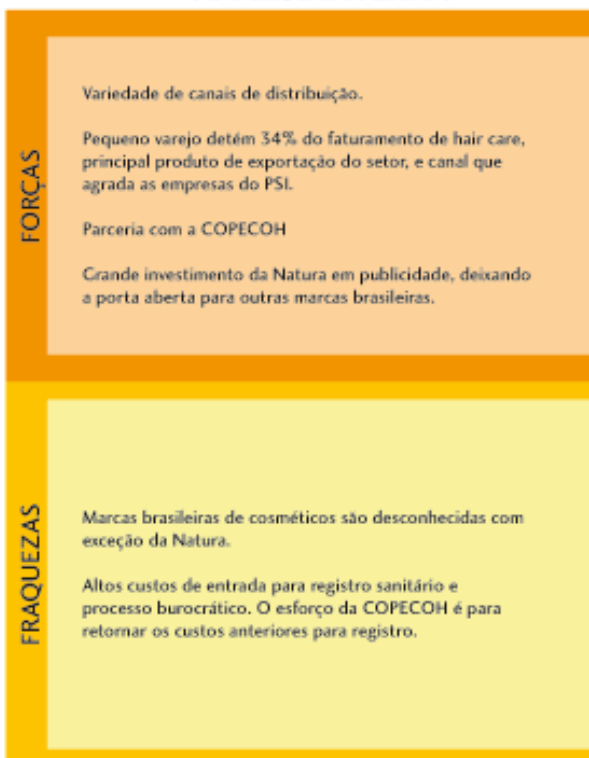 FORÇAS
Variedade de canais de distribuição.
Pequeno varejo detém 34% do faturamento de hair care,
principal produto de exportação do setor, e canal que
agrada as empresas do PSI.
Parceria com a COPECOH
Grande investimento da Natura em publicidade, deixando
a porta aberta para outras marcas brasileiras.
FRAQUEZAS
Marcas brasileiras de cosméticos são desconhecidas com
exceção da Natura.
Altos custos de entrada para registro sanitário e
processo burocrático. O esforço da COPECOH é para
retornar os custos anteriores para registro.